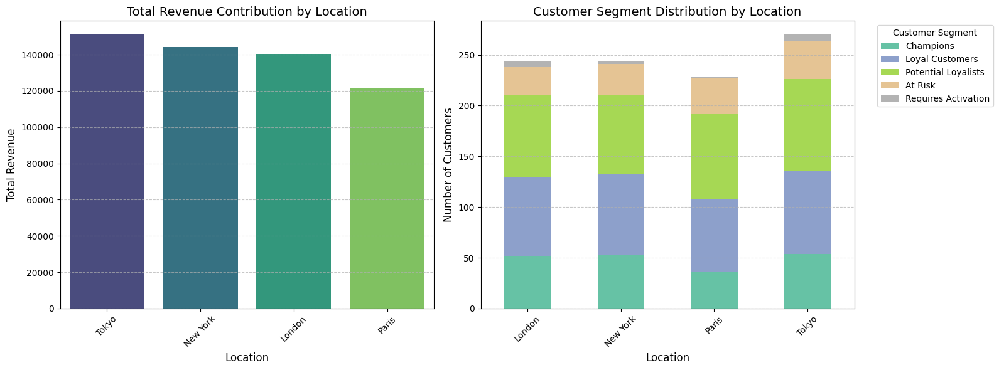 Total Revenue Contribution by Location
Total Revenue
140000
120000
100000
80000
60000
40000
20000
0
Tokyo
New York
London
Paris
Location
Customer Segment Distribution by Location
Number of Customers
250
200
150
100
50
0
London
New York
Paris
Tokyo
Location
Customer Segment
Champions
Loyal Customers
Potential Loyalists
At Risk
Requires Activation